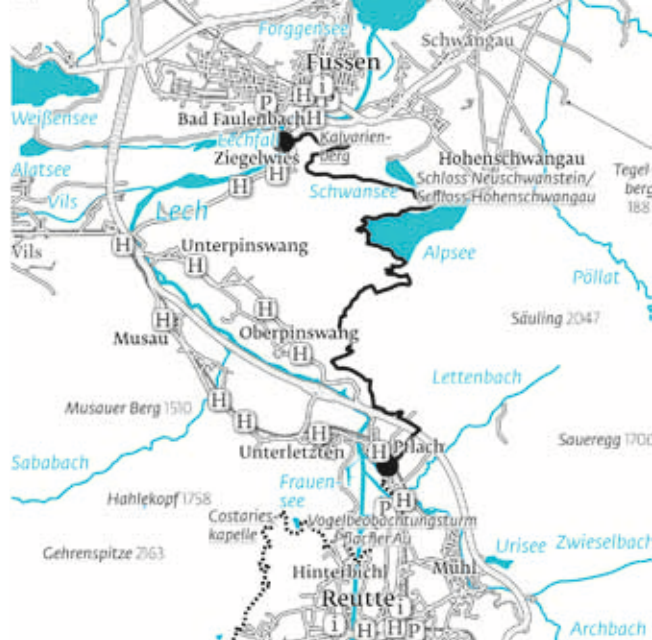 Forggensee
Schwangau
Füssen
i
H
P
H
Weißensee
Bad Faulenbach
Lechfall
Kalvarien-
berg
Ziegelwies
Hohenschwangau
Alatsee
H
H
Schwansee
Schloss Neuschwanstein/
Schloss Hohenschwangau
Tegel-
berg
188
Vils
Lech
Vils
H
Unterpinswang
H
Alpsee
Pöllat
H
Säuling 2047
H
Musau
Oberpinswang
H
Lettenbach
Musauer Berg 1510
H
H
H
Unterletzten
H
Pflach
Saueregg 1700
Sababach
Frauen-
see
Hahlekopf 1758
H
P
Costaries-
kapelle
Vogelbeobachtungsturm
Pflacher Au
Gehrenspitze 2163
Urisee
Zwieselbach
Hinterbichl
Mühl
Reutte
i
i
H
H
P
Archbach